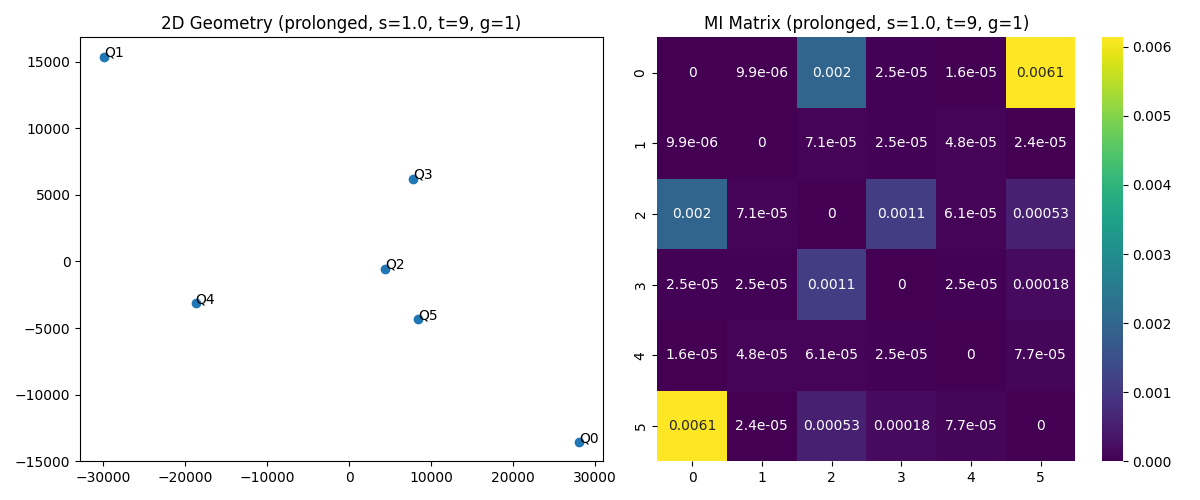 2D Geometry (prolonged, s=1.0, t=9, g=1)
15000
10000
5000
0
−5000
−10000
−15000
−30000 −20000 −10000 0 10000 20000 30000
Q1
Q3
Q2
Q4
Q5
Q0
MI Matrix (prolonged, s=1.0, t=9, g=1)
0 0 9.9e-06 0.002 2.5e-05 1.6e-05 0.0061
1 9.9e-06 0 7.1e-05 2.5e-05 4.8e-05 2.4e-05
2 0.002 7.1e-05 0 0.0011 6.1e-05 0.00053
3 2.5e-05 2.5e-05 0.0011 0 2.5e-05 0.00018
4 1.6e-05 4.8e-05 6.1e-05 2.5e-05 0 7.7e-05
5 0.0061 2.4e-05 0.00053 0.00018 7.7e-05 0
0 1 2 3 4 5
0.006
0.005
0.004
0.003
0.002
0.001
0.000